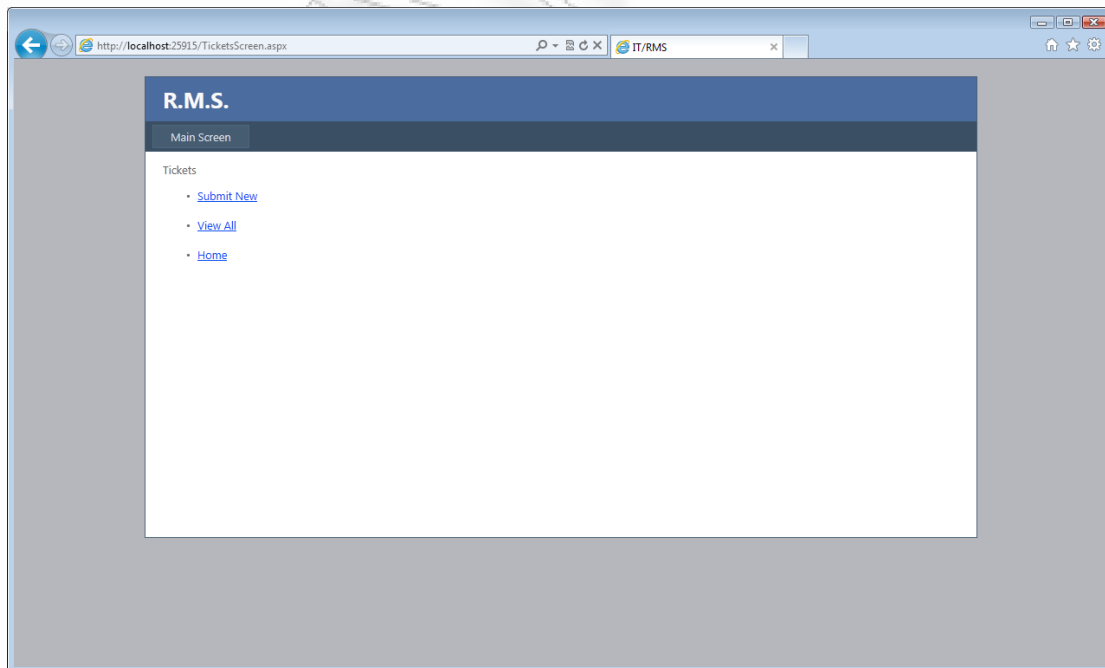 http://localhost:25915/TicketsScreen.aspx
IT/RMS
R.M.S.
Main Screen
Tickets
• Submit New
• View All
• Home